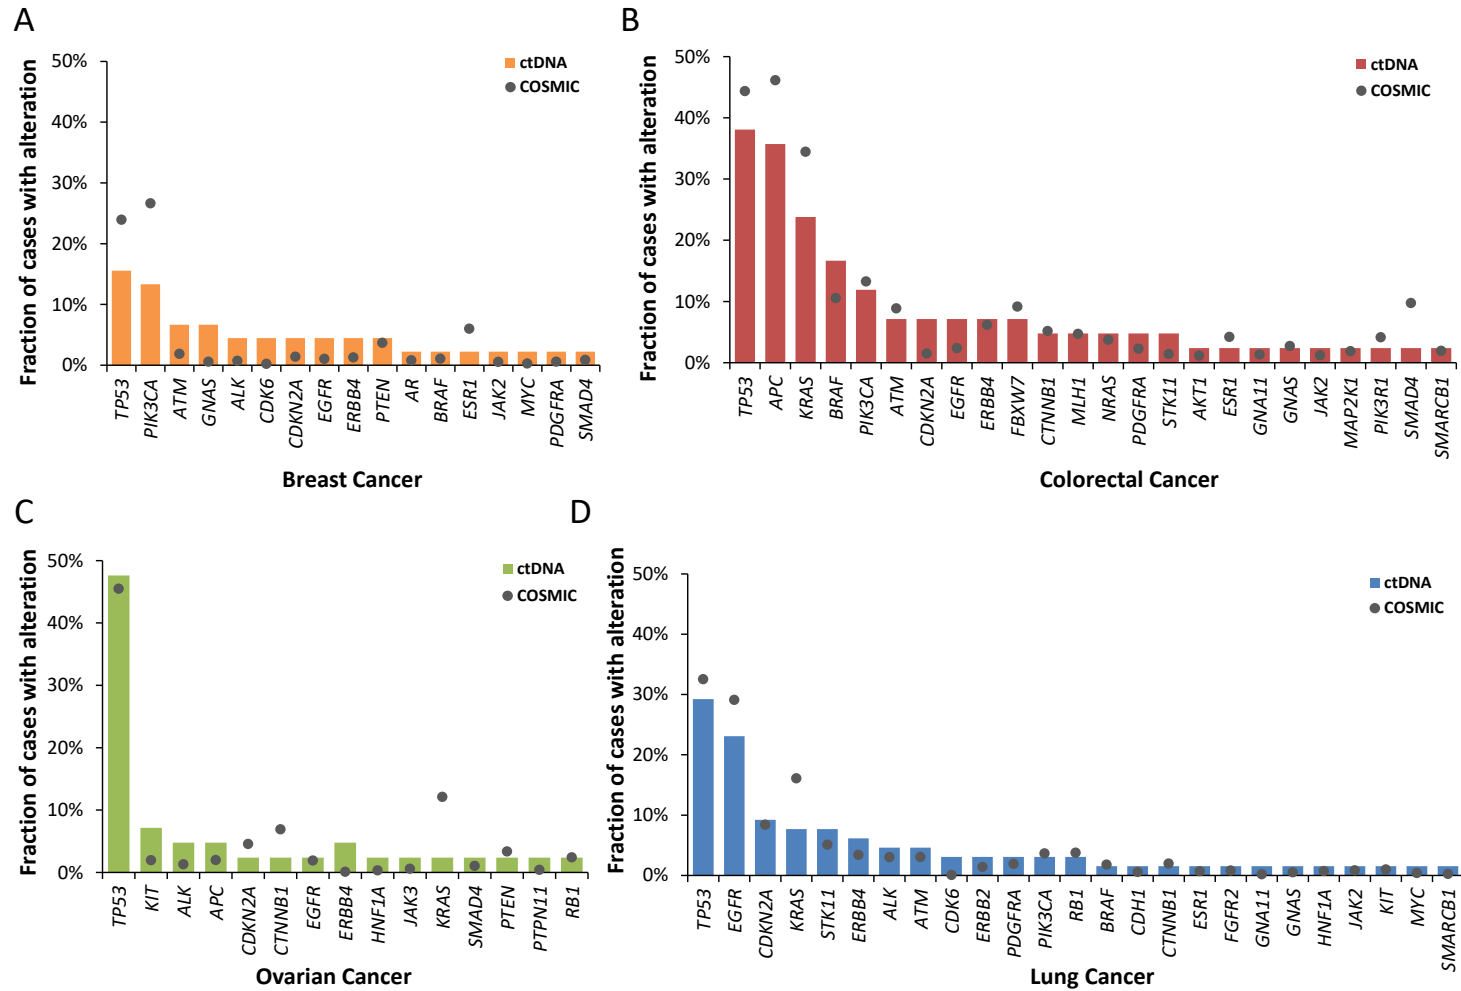 A
Fraction of cases with alteration
50%
40%
30%
20%
10%
0%
ctDNA
COSMIC
TP53
PIK3CA
ATM
GNAS
ALK
CDK6
CDKN2A
EGFR
ERBB4
PTEN
AR
BRAF
ESR1
JAK2
MYC
PDGFRA
SMAD4
Breast Cancer
B
Fraction of cases with alteration
50%
40%
30%
20%
10%
0%
ctDNA
COSMIC
TP53
APC
KRAS
BRAF
PIK3CA
ATM
CDKN2A
EGFR
ERBB4
FBXW7
CTNNB1
MLH1
NRAS
PDGFRA
STK11
AKT1
ESR1
GNA11
GNAS
JAK2
MAP2K1
PIK3R1
SMAD4
SMARCB1
Colorectal Cancer
C
Fraction of cases with alteration
50%
40%
30%
20%
10%
0%
ctDNA
COSMIC
TP53
KIT
ALK
APC
CDKN2A
CTNNB1
EGFR
ERBB4
HNF1A
JAK3
KRAS
SMAD4
PTEN
PTPN11
RB1
Ovarian Cancer
D
Fraction of cases with alteration
50%
40%
30%
20%
10%
0%
ctDNA
COSMIC
TP53
EGFR
CDKN2A
KRAS
STK11
ERBB4
ALK
ATM
CDK6
ERBB2
PDGFRA
PIK3CA
RB1
BRAF
CDH1
CTNNB1
ESR1
FGFR2
GNA11
GNAS
HNF1A
JAK2
KIT
MYC
SMARCB1
Lung Cancer